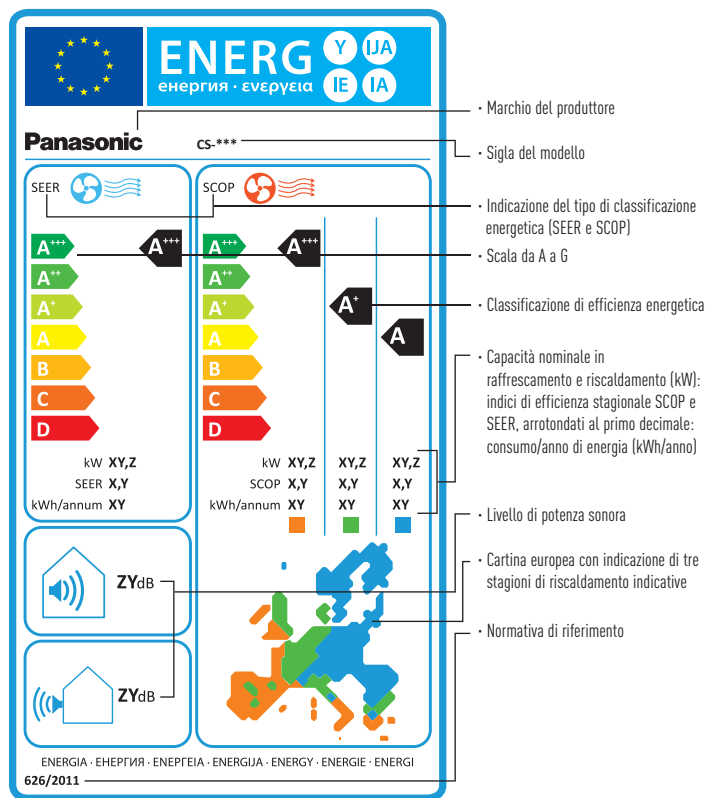 ENERG
енергия · ενεργεια
Y IJA
IE IA
Panasonic
CS-***
SEER
A+++
A++
A+
A
B
C
D
A+++
kW XY,Z
SEER X,Y
kWh/annum XY
SCOP
A+++
A++
A+
A
B
C
D
A+++
A+
A
kW XY,Z XY,Z XY,Z
SCOP X,Y X,Y X,Y
kWh/annum XY XY XY
ZYdB
ZYdB
ENERGIA · ЕНЕРГИЯ · ΕΝΕΡΓΕΙΑ · ENERGIJA · ENERGY · ENERGIE · ENERGI
626/2011
· Marchio del produttore
· Sigla del modello
· Indicazione del tipo di classificazione
energetica (SEER e SCOP)
· Scala da A a G
· Classificazione di efficienza energetica
· Capacità nominale in
raffrescamento e riscaldamento (kW):
indici di efficienza stagionale SCOP e
SEER, arrotondati al primo decimale:
consumo/anno di energia (kWh/anno)
· Livello di potenza sonora
· Cartina europea con indicazione di tre
stagioni di riscaldamento indicative
· Normativa di riferimento